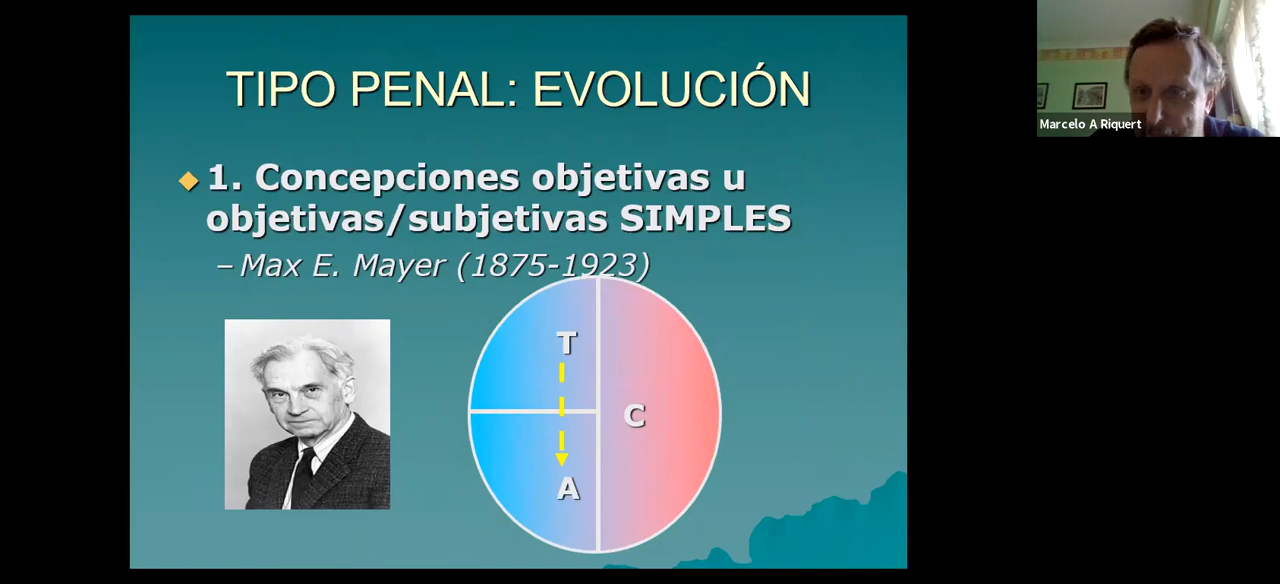 TIPO PENAL: EVOLUCIÓN
1. Concepciones objetivas u
objetivas/subjetivas SIMPLES
– Max E. Mayer (1875-1923)
T
C
A
Marcelo A Riquert